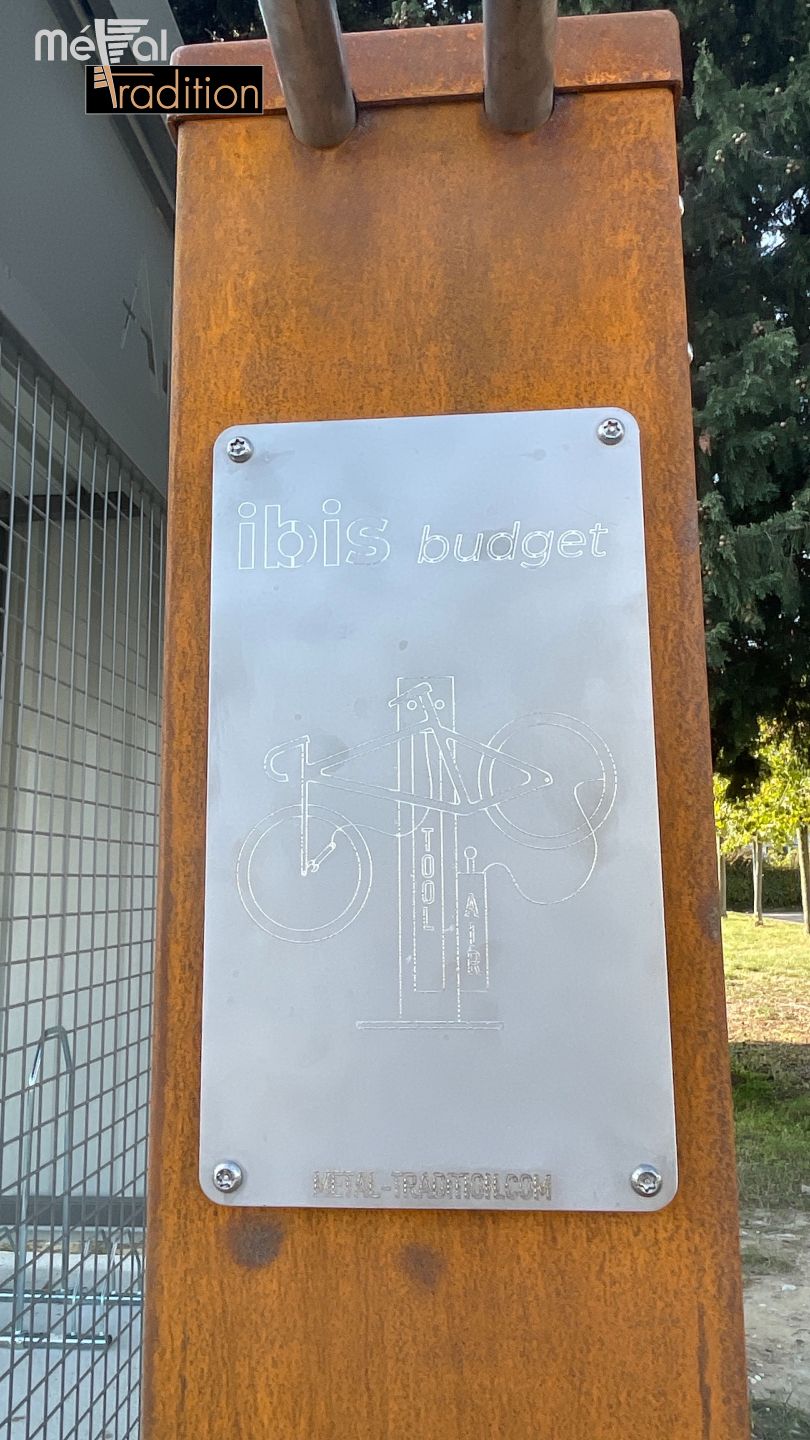 Métal
Tradition
ibis budget
TOOL
AIR
METAL-TRADITION.COM